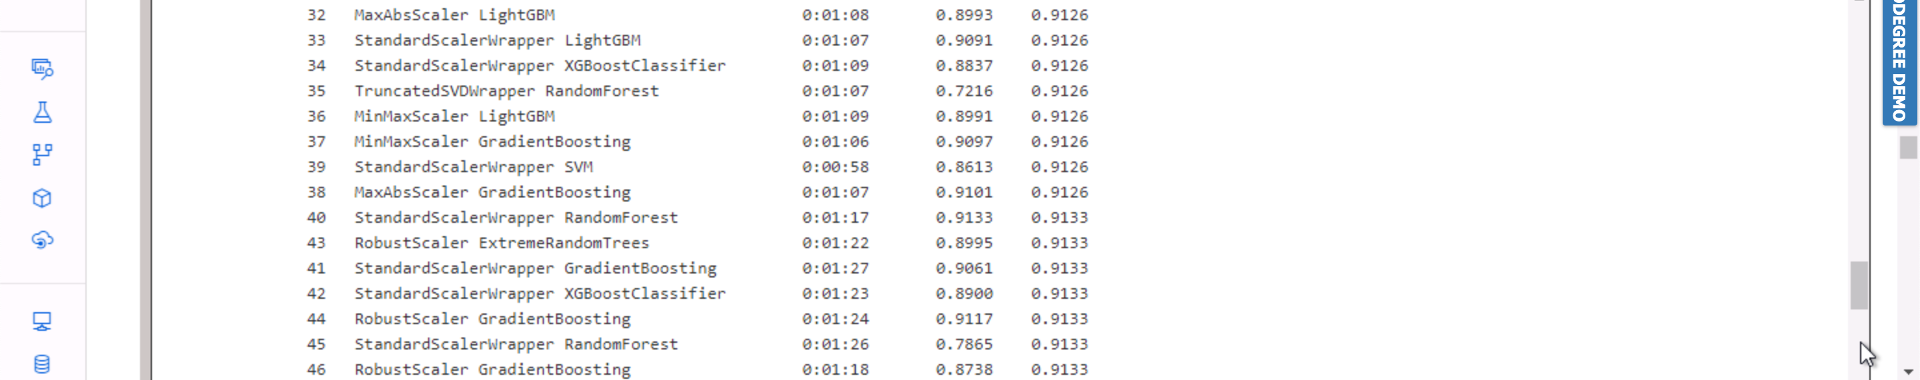 32 MaxAbsScaler LightGBM 0:01:08 0.8993 0.9126
33 StandardScalerWrapper LightGBM 0:01:07 0.9091 0.9126
34 StandardScalerWrapper XGBoostClassifier 0:01:09 0.8837 0.9126
35 TruncatedSVDWrapper RandomForest 0:01:07 0.7216 0.9126
36 MinMaxScaler LightGBM 0:01:09 0.8991 0.9126
37 MinMaxScaler GradientBoosting 0:01:06 0.9097 0.9126
39 StandardScalerWrapper SVM 0:00:58 0.8613 0.9126
38 MaxAbsScaler GradientBoosting 0:01:07 0.9101 0.9126
40 StandardScalerWrapper RandomForest 0:01:17 0.9133 0.9133
43 RobustScaler ExtremeRandomTrees 0:01:22 0.8995 0.9133
41 StandardScalerWrapper GradientBoosting 0:01:27 0.9061 0.9133
42 StandardScalerWrapper XGBoostClassifier 0:01:23 0.8900 0.9133
44 RobustScaler GradientBoosting 0:01:24 0.9117 0.9133
45 StandardScalerWrapper RandomForest 0:01:26 0.7865 0.9133
46 RobustScaler GradientBoosting 0:01:18 0.8738 0.9133
ODEGREE DEMO